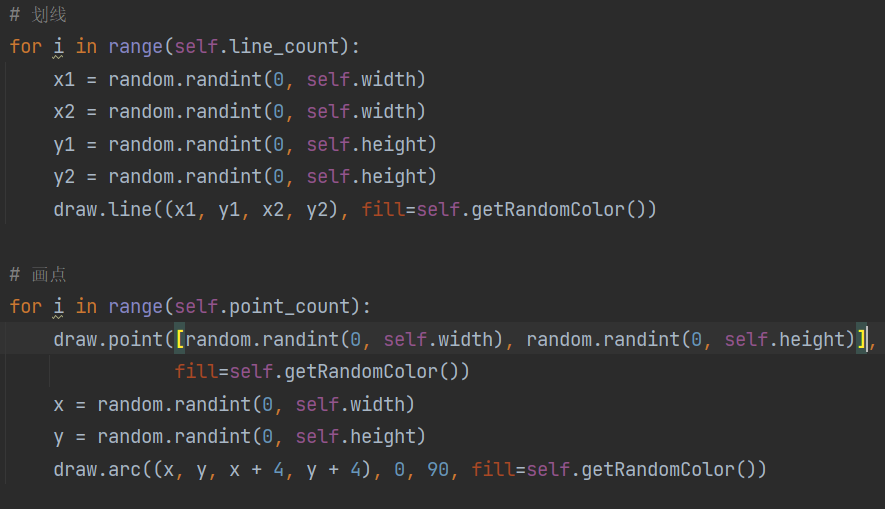 # 划线
for i in range(self.line_count):
    x1 = random.randint(0, self.width)
    x2 = random.randint(0, self.width)
    y1 = random.randint(0, self.height)
    y2 = random.randint(0, self.height)
    draw.line((x1, y1, x2, y2), fill=self.getRandomColor())

# 画点
for i in range(self.point_count):
    draw.point([random.randint(0, self.width), random.randint(0, self.height)],
               fill=self.getRandomColor())
    x = random.randint(0, self.width)
    y = random.randint(0, self.height)
    draw.arc((x, y, x + 4, y + 4), 0, 90, fill=self.getRandomColor())